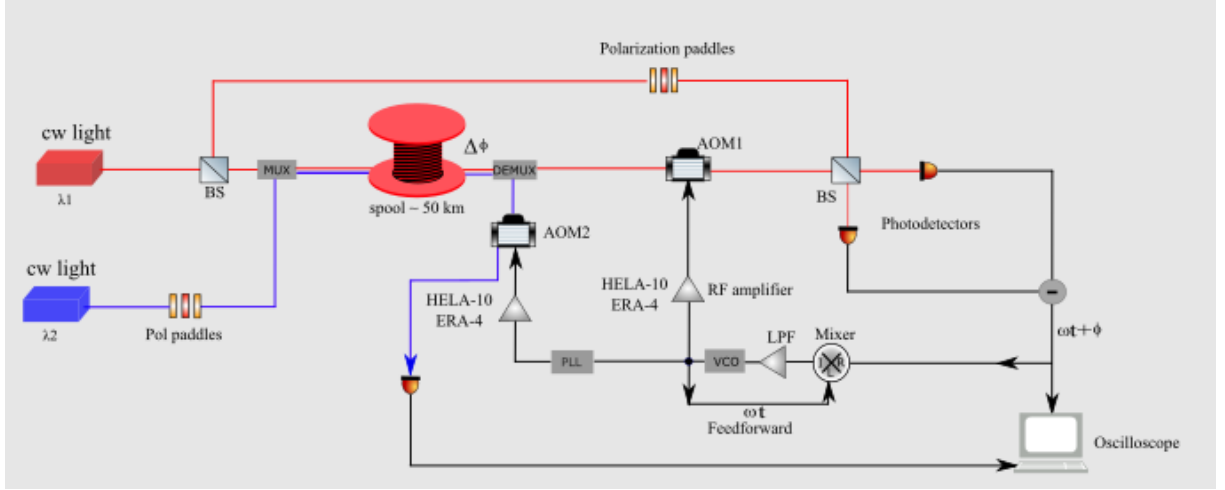 Polarization paddles
cw light
λ1
BS
MUX
Δϕ
spool ~ 50 km
DEMUX
AOM1
BS
Photodetectors
AOM2
cw light
λ2
Pol paddles
HELA-10
ERA-4
HELA-10
ERA-4
RF amplifier
-
ωt+ϕ
PLL
VCO
LPF
Mixer
I
R
L
ωt
Feedforward
Oscilloscope